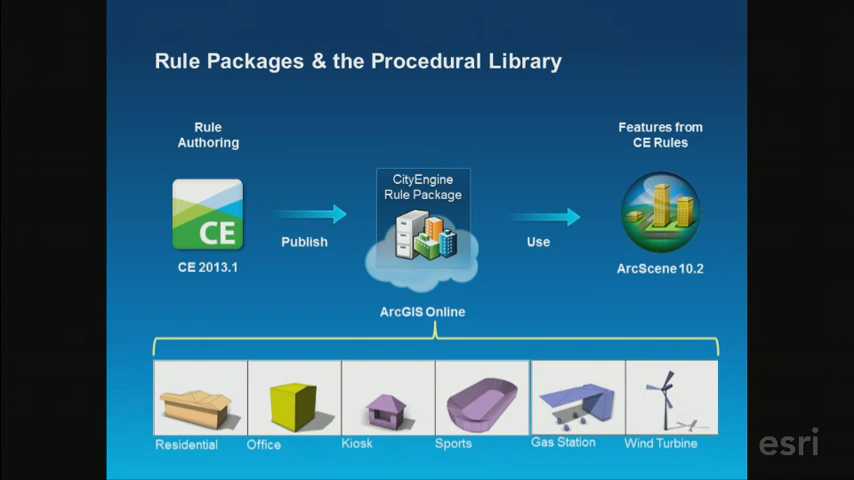 Rule Packages & the Procedural Library
Rule
Authoring
CE
CE 2013.1
Publish
CityEngine
Rule Package
ArcGIS Online
Use
Features from
CE Rules
ArcScene 10.2
Residential
Office
Kiosk
Sports
Gas Station
Wind Turbine
esri